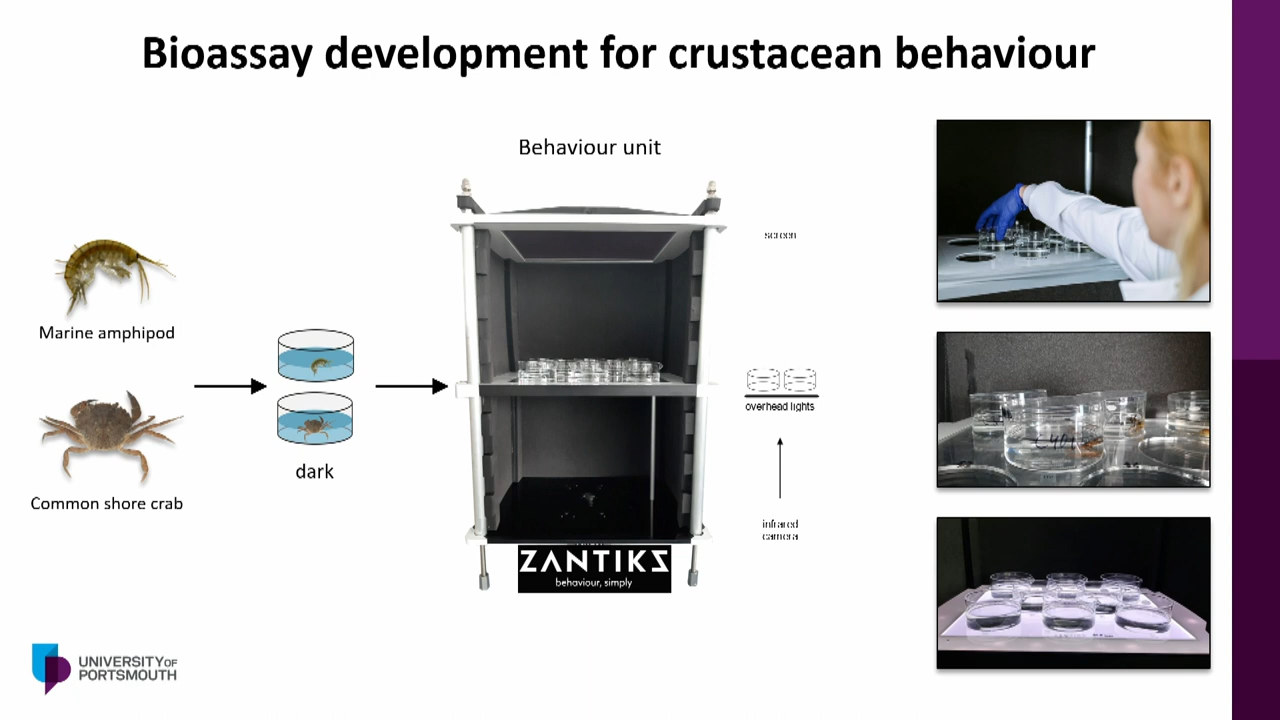 Bioassay development for crustacean behaviour
Behaviour unit
screen
Marine amphipod
overhead lights
dark
Common shore crab
infrared
camera
ZANTIKS
behaviour, simply
UNIVERSITY OF
PORTSMOUTH